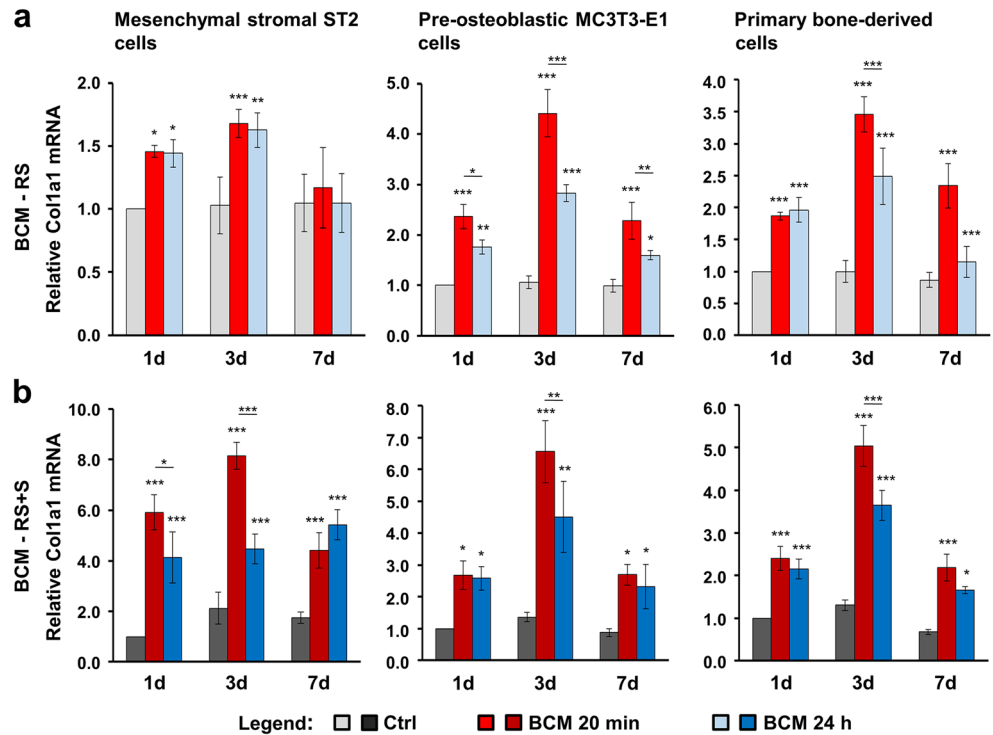 a
Mesenchymal stromal ST2
cells
Pre-osteoblastic MC3T3-E1
cells
Primary bone-derived
cells
BCM - RS
Relative Col1a1 mRNA
2.0
1.5
1.0
0.5
0.0
* * *** **
1d 3d 7d
5.0
4.0
3.0
2.0
1.0
0.0
*** ** * *** *** *** *** * **
1d 3d 7d
4.0
3.5
3.0
2.5
2.0
1.5
1.0
0.5
0.0
*** *** *** *** *** *** ***
1d 3d 7d
b
BCM - RS+S
Relative Col1a1 mRNA
10.0
8.0
6.0
4.0
2.0
0.0
*** *** * *** *** *** *** ***
1d 3d 7d
8.0
7.0
6.0
5.0
4.0
3.0
2.0
1.0
0.0
* * *** ** ** * *
1d 3d 7d
6.0
5.0
4.0
3.0
2.0
1.0
0.0
*** *** *** *** *** *** *
1d 3d 7d
Legend: Ctrl BCM 20 min BCM 24 h